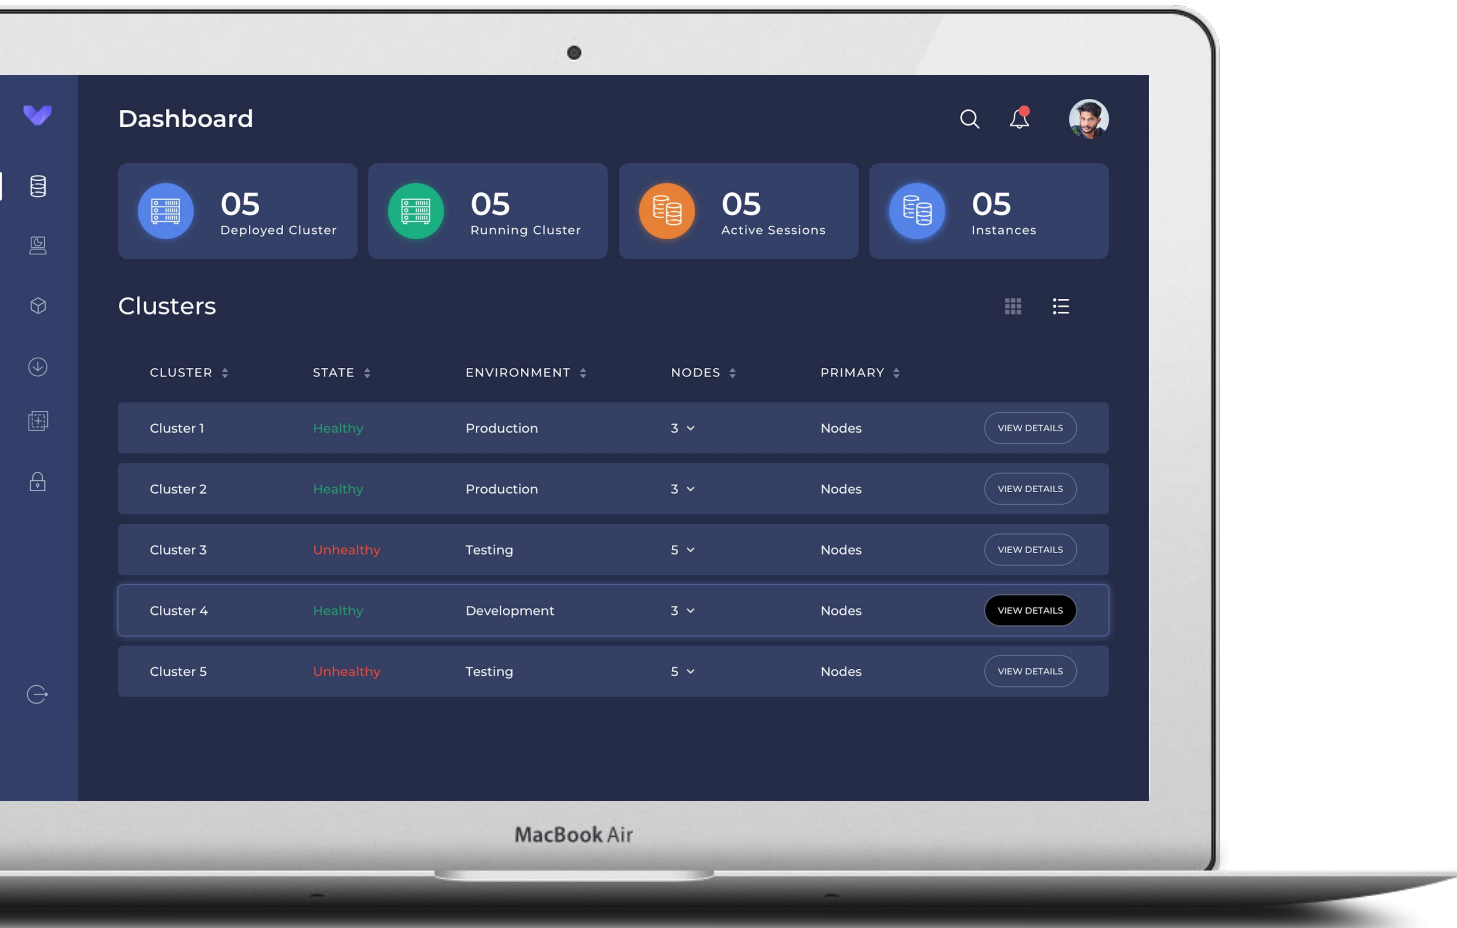 Dashboard
05
Deployed Cluster
05
Running Cluster
05
Active Sessions
05
Instances
Clusters
CLUSTER STATE ENVIRONMENT NODES PRIMARY
Cluster 1 Healthy Production 3 Nodes VIEW DETAILS
Cluster 2 Healthy Production 3 Nodes VIEW DETAILS
Cluster 3 Unhealthy Testing 5 Nodes VIEW DETAILS
Cluster 4 Healthy Development 3 Nodes VIEW DETAILS
Cluster 5 Unhealthy Testing 5 Nodes VIEW DETAILS
MacBook Air